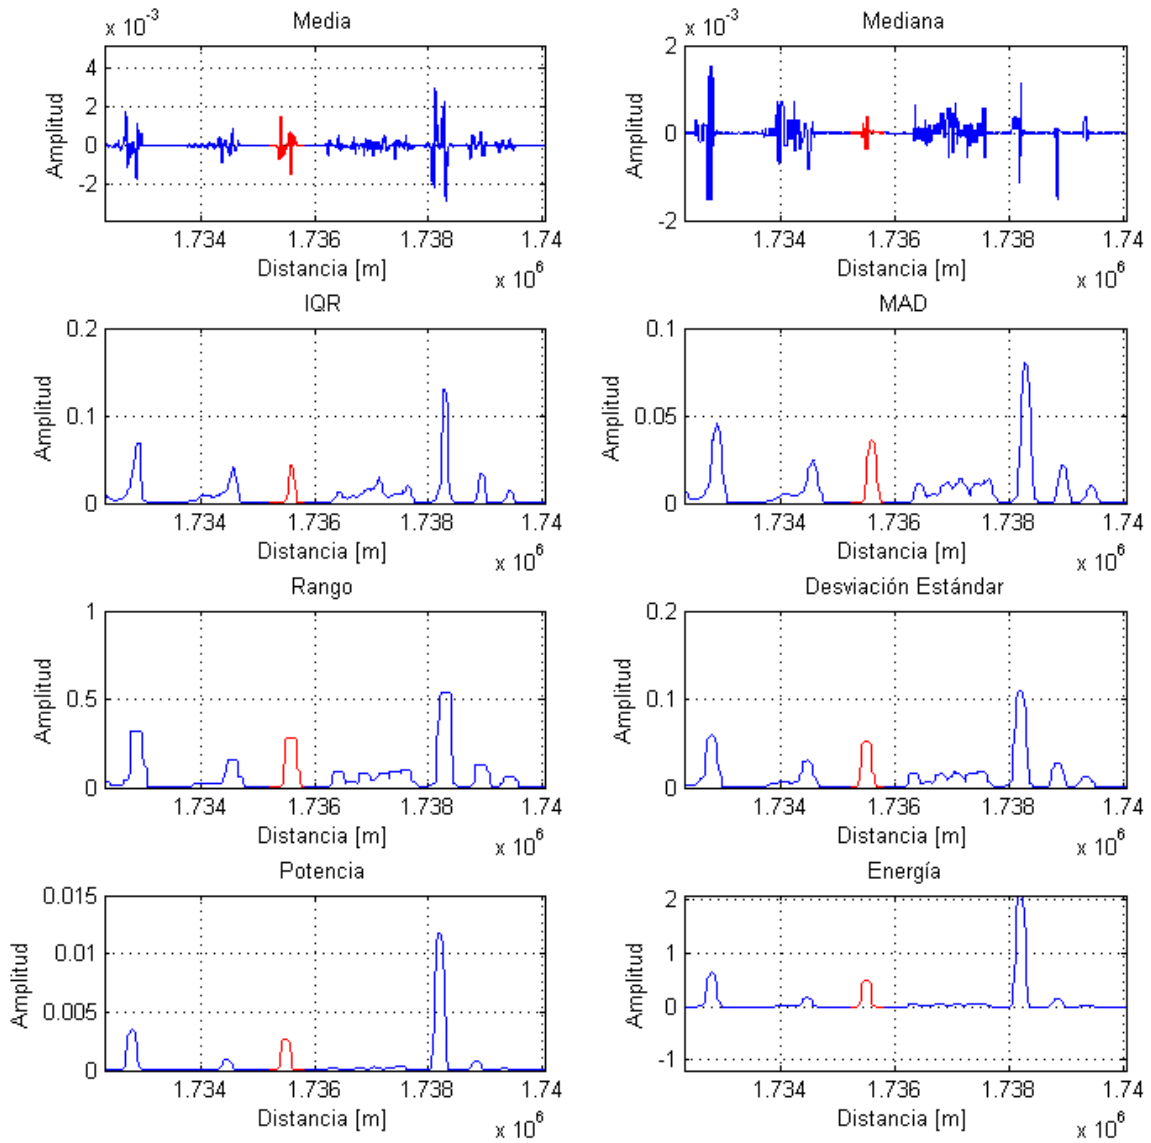 x 10^-3 Media
Amplitud
4
2
0
-2
1.734 1.736 1.738 1.74
Distancia [m] x 10^6
x 10^-3 Mediana
Amplitud
2
1
0
-1
-2
1.734 1.736 1.738 1.74
Distancia [m] x 10^6
IQR
Amplitud
0.2
0.1
0
1.734 1.736 1.738 1.74
Distancia [m] x 10^6
MAD
Amplitud
0.1
0.05
0
1.734 1.736 1.738 1.74
Distancia [m] x 10^6
Rango
Amplitud
1
0.5
0
1.734 1.736 1.738 1.74
Distancia [m] x 10^6
Desviación Estándar
Amplitud
0.2
0.1
0
1.734 1.736 1.738 1.74
Distancia [m] x 10^6
Potencia
Amplitud
0.015
0.01
0.005
0
1.734 1.736 1.738 1.74
Distancia [m] x 10^6
Energía
Amplitud
2
1
0
-1
1.734 1.736 1.738 1.74
Distancia [m] x 10^6